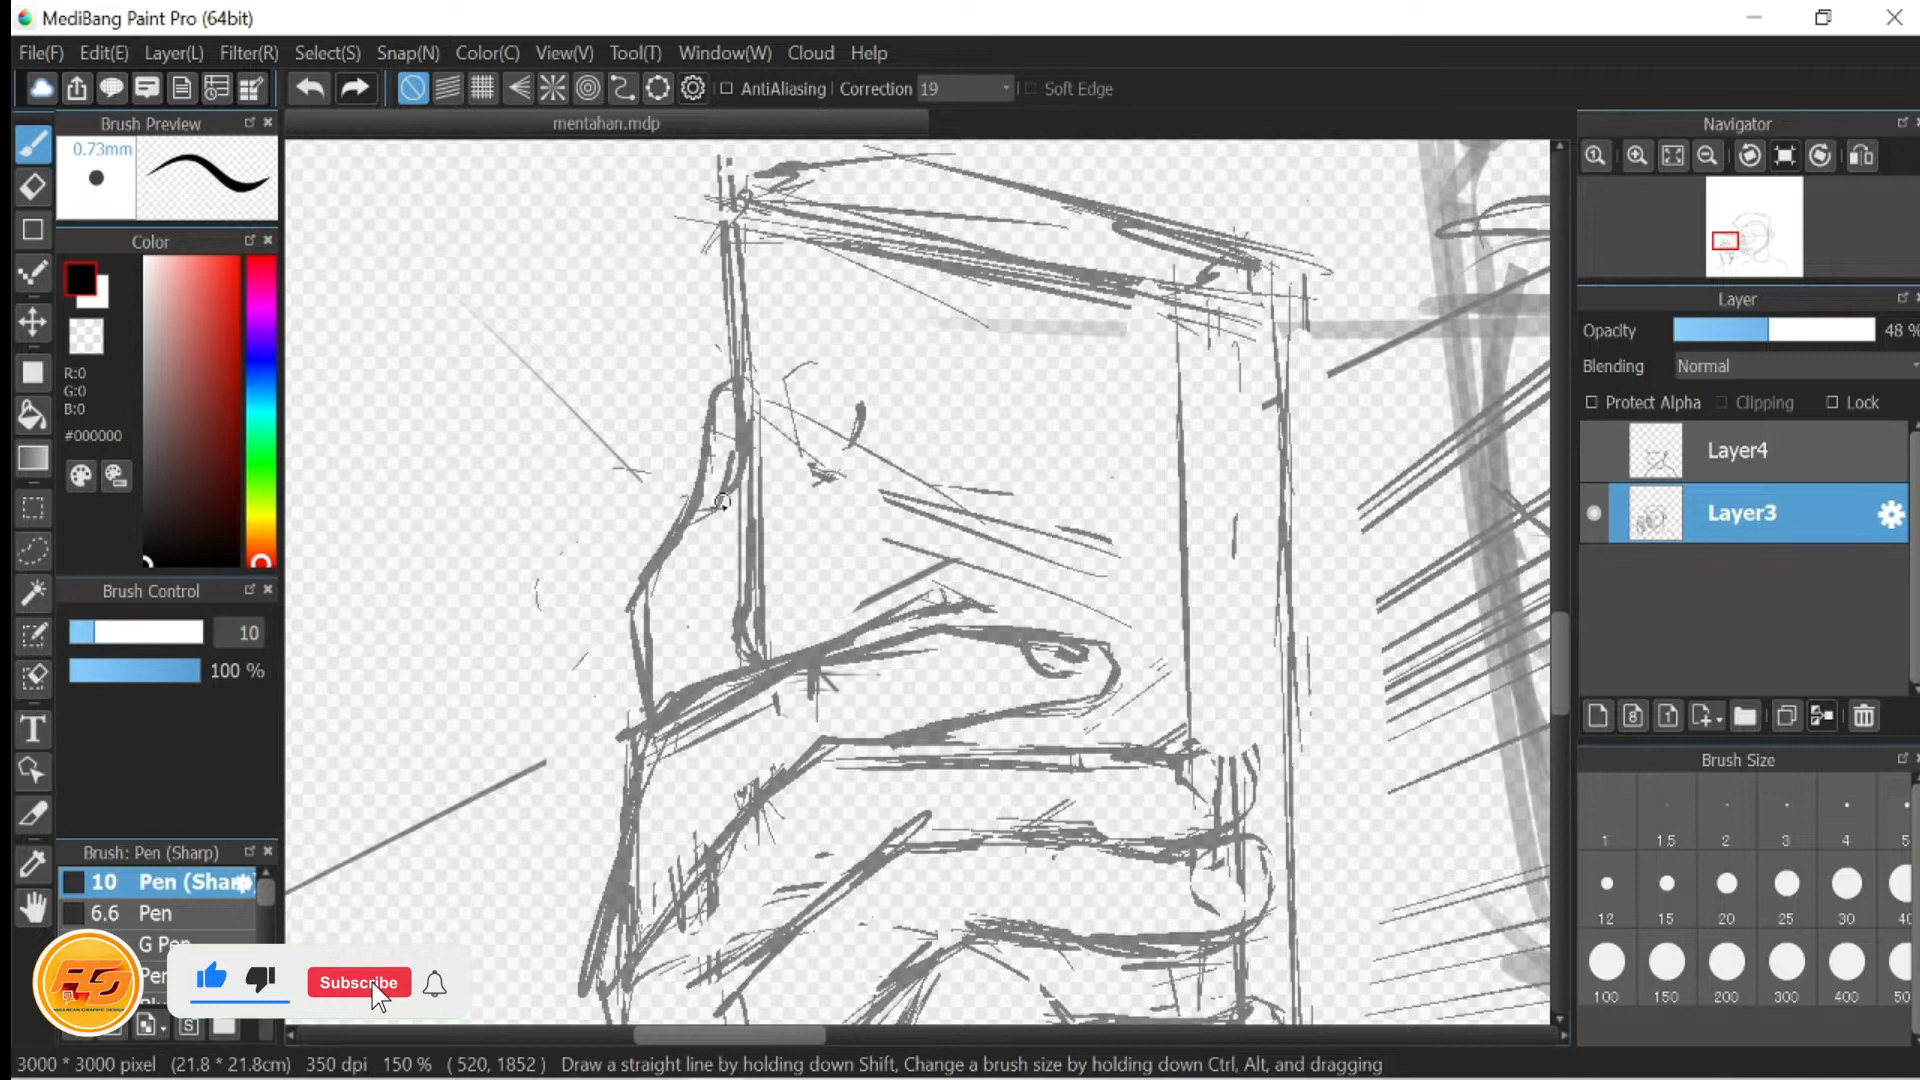 MediBang Paint Pro (64bit)
File(F) Edit(E) Layer(L) Filter(R) Select(S) Snap(N) Color(C) View(V) Tool(T) Window(W) Cloud Help
AntiAliasing Correction 19 Soft Edge
Brush Preview
mentahan.mdp
Navigator
0.73mm
Color
R:0
G:0
B:0
#000000
Layer
Opacity 48 %
Blending Normal
Protect Alpha Clipping Lock
Layer4
Layer3
Brush Control
10
100 %
Brush Size
1 1.5 2 3 4 5
12 15 20 25 30
100 150 200 300 400
Brush: Pen (Sharp)
10 Pen (Shar
6.6 Pen
G Pen
Subscribe
S
3000 * 3000 pixel (21.8 * 21.8cm) 350 dpi 150 % ( 520, 1852 ) Draw a straight line by holding down Shift, Change a brush size by holding down Ctrl, Alt, and dragging